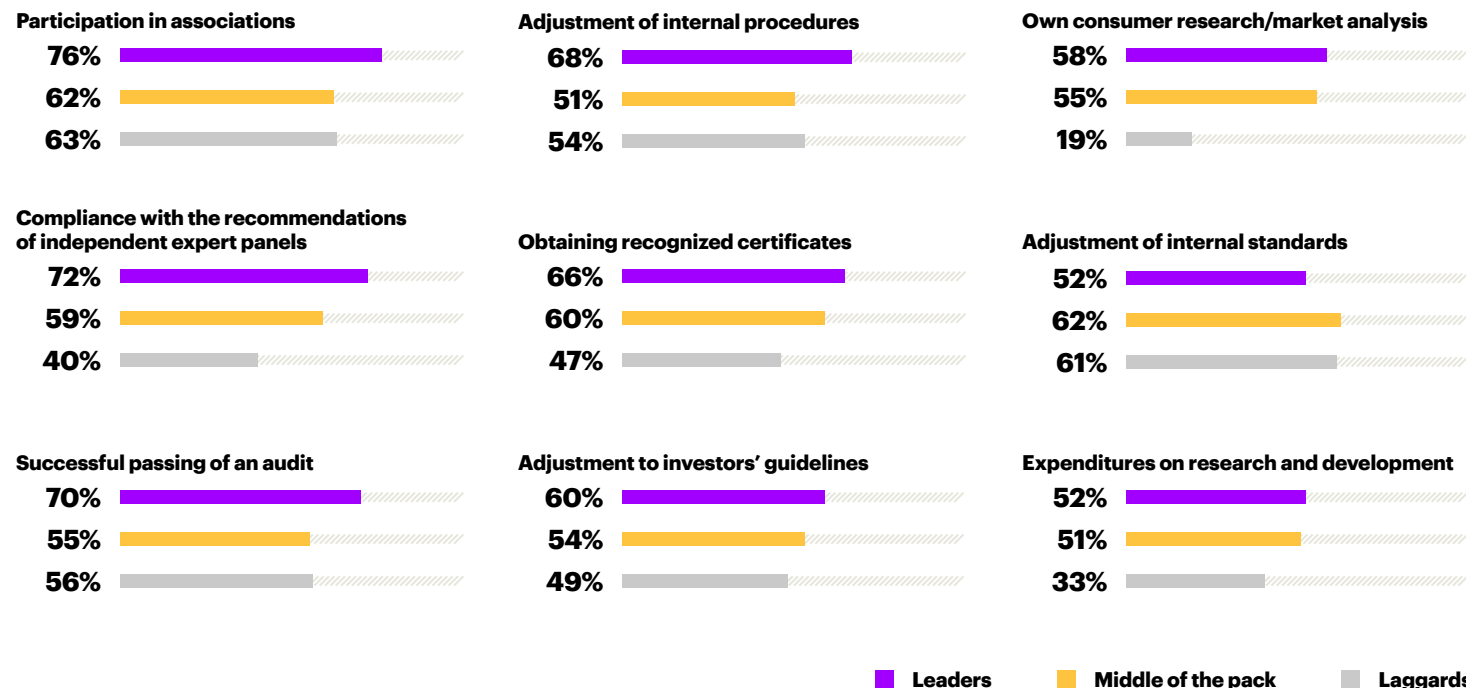 Participation in associations
76%
62%
63%
Adjustment of internal procedures
68%
51%
54%
Own consumer research/market analysis
58%
55%
19%
Compliance with the recommendations
of independent expert panels
72%
59%
40%
Obtaining recognized certificates
66%
60%
47%
Adjustment of internal standards
52%
62%
61%
Successful passing of an audit
70%
55%
56%
Adjustment to investors’ guidelines
60%
54%
49%
Expenditures on research and development
52%
51%
33%
Leaders
Middle of the pack
Laggards